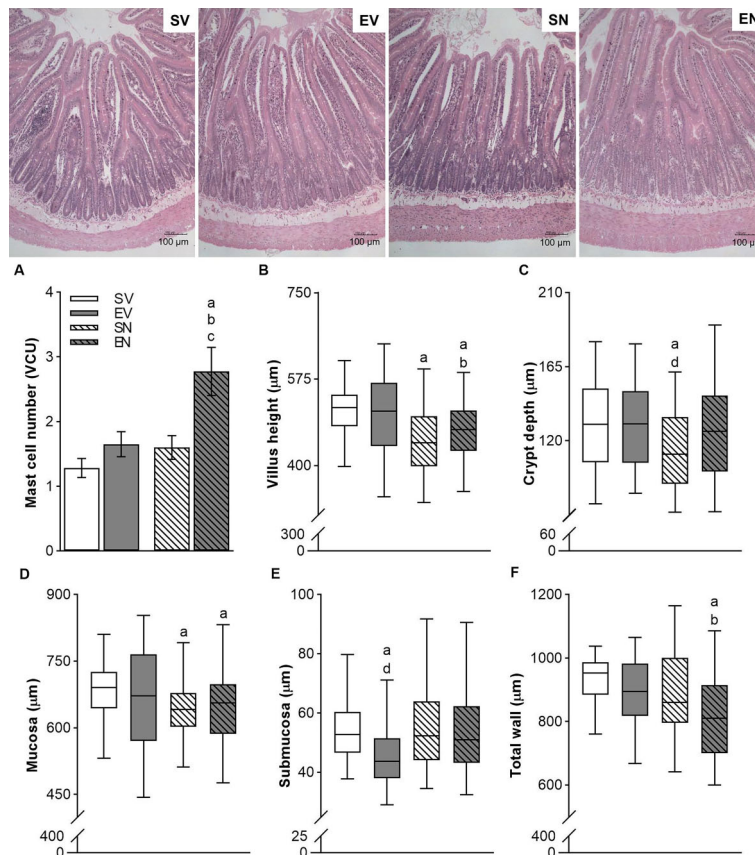 SV
EV
SN
EN
100 µm
100 µm
100 µm
100 µm
A
SV
EV
SN
EN
Mast cell number (VCU)
4
3
2
1
0
a
b
c
B
Villus height (µm)
750
575
400
300
0
a
a
b
C
Crypt depth (µm)
210
165
120
60
0
a
d
D
Mucosa (µm)
900
750
600
450
400
0
a
a
E
Submucosa (µm)
100
80
60
40
25
0
a
d
F
Total wall (µm)
1200
1000
800
600
400
0
a
b